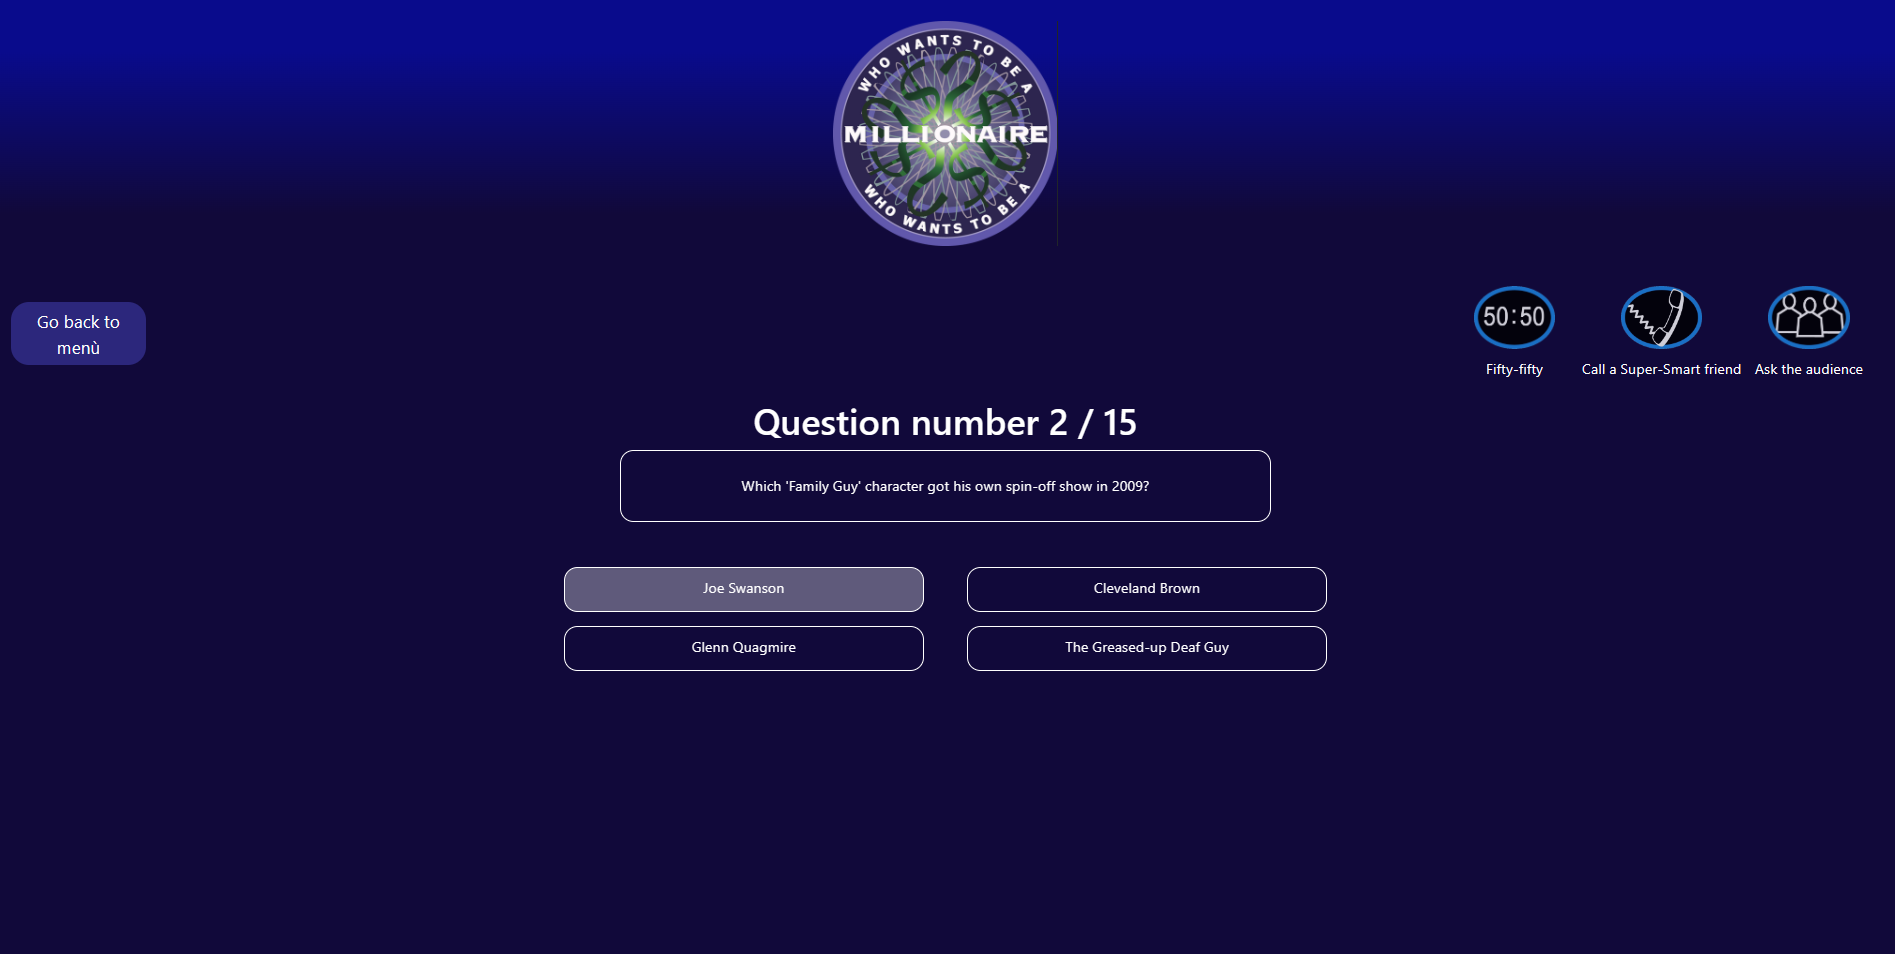 WHO WANTS TO BE A
MILLIONAIRE
WHO WANTS TO BE A
Go back to
menù
50:50
Fifty-fifty
Call a Super-Smart friend
Ask the audience
Question number 2 / 15
Which 'Family Guy' character got his own spin-off show in 2009?
Joe Swanson
Cleveland Brown
Glenn Quagmire
The Greased-up Deaf Guy